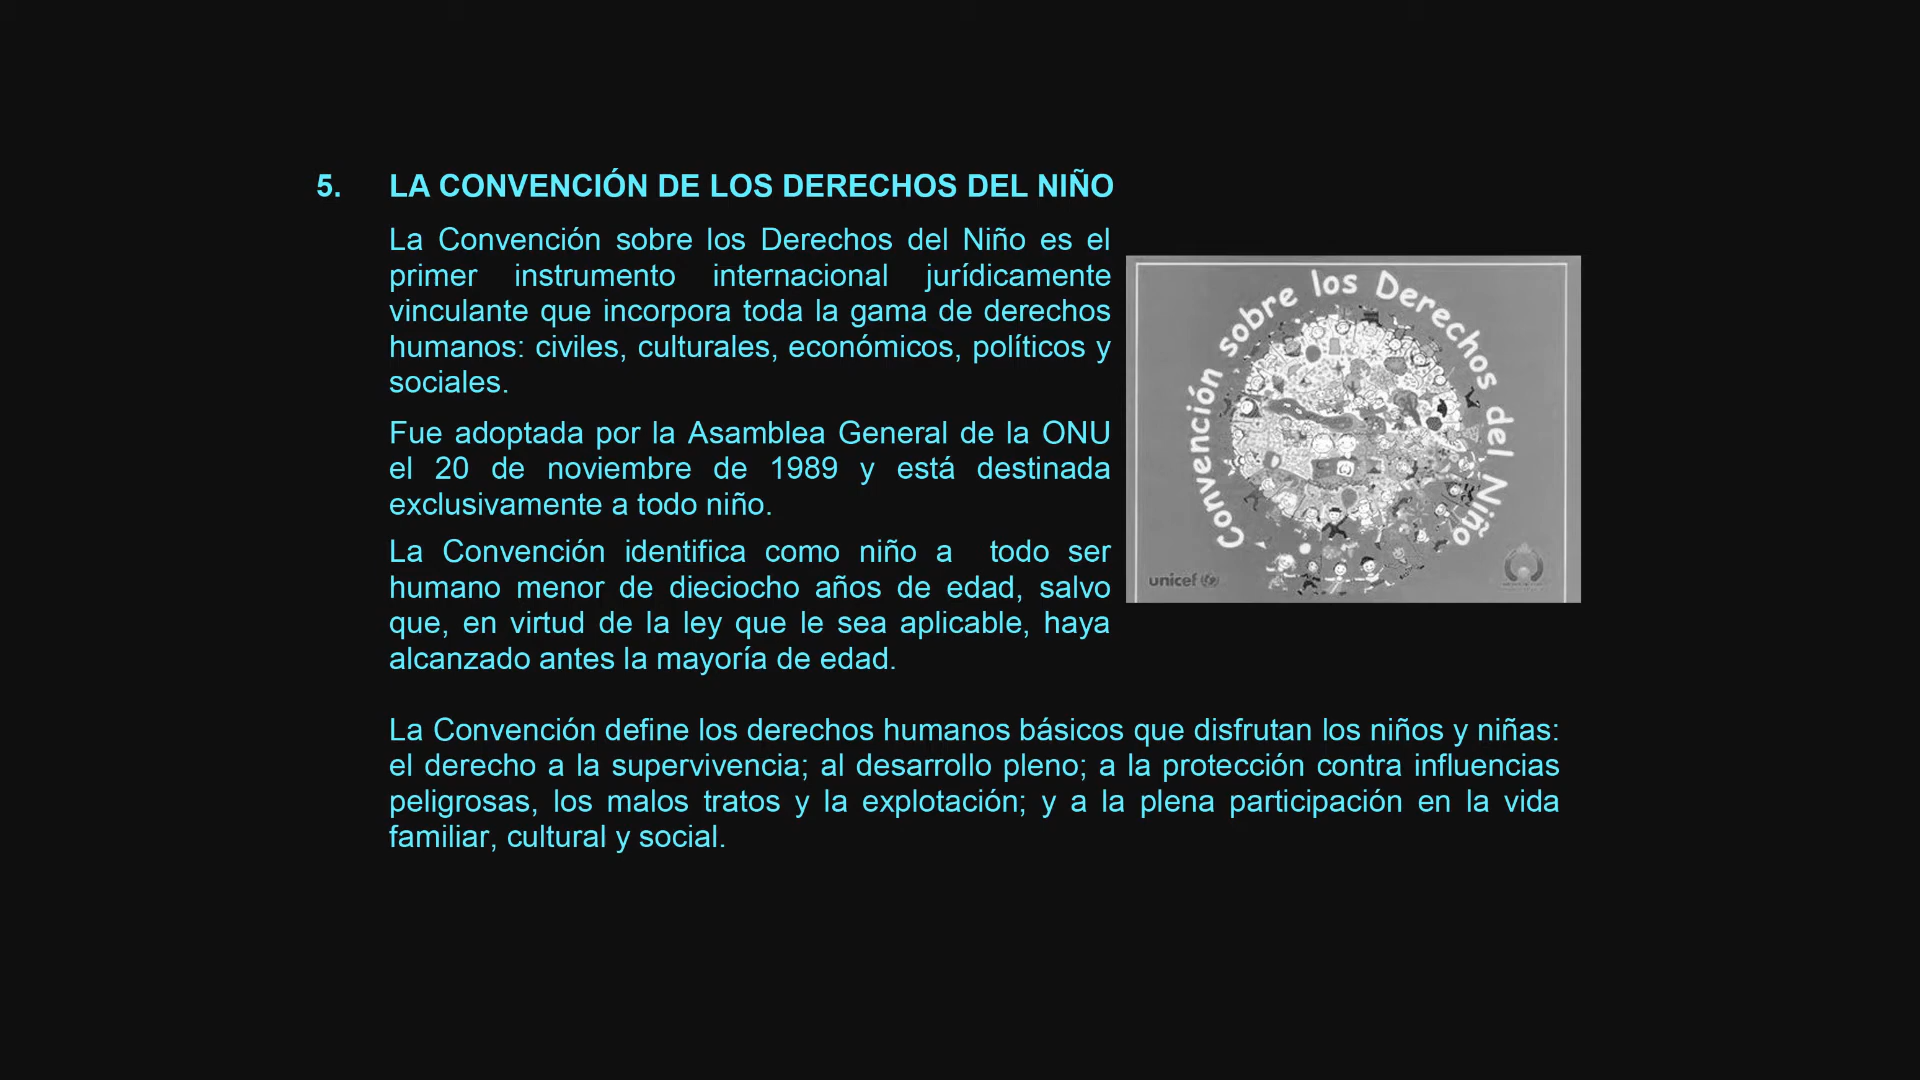 5. LA CONVENCIÓN DE LOS DERECHOS DEL NIÑO
La Convención sobre los Derechos del Niño es el
primer instrumento internacional jurídicamente
vinculante que incorpora toda la gama de derechos
humanos: civiles, culturales, económicos, políticos y
sociales.
Fue adoptada por la Asamblea General de la ONU
el 20 de noviembre de 1989 y está destinada
exclusivamente a todo niño.
La Convención identifica como niño a todo ser
humano menor de dieciocho años de edad, salvo
que, en virtud de la ley que le sea aplicable, haya
alcanzado antes la mayoría de edad.
Convención sobre los Derechos del Niño
unicef
La Convención define los derechos humanos básicos que disfrutan los niños y niñas:
el derecho a la supervivencia; al desarrollo pleno; a la protección contra influencias
peligrosas, los malos tratos y la explotación; y a la plena participación en la vida
familiar, cultural y social.